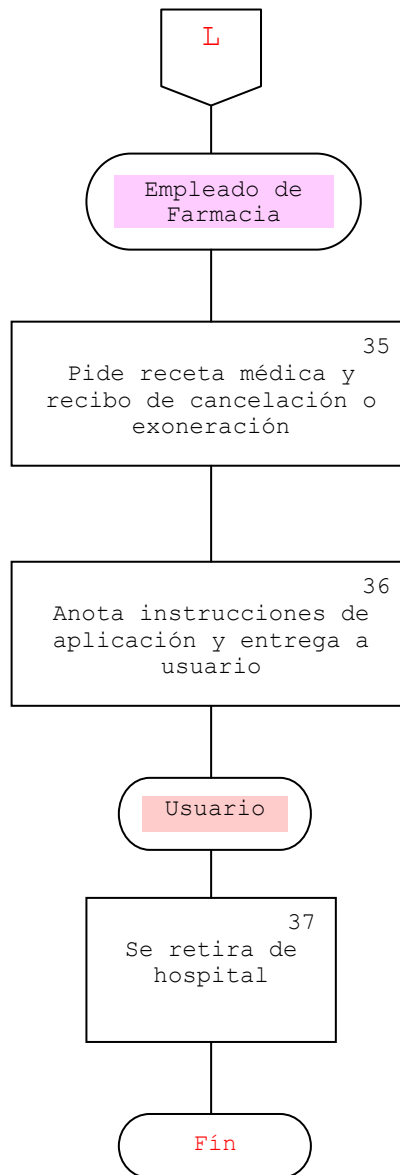 L
Empleado de
Farmacia
35
Pide receta médica y
recibo de cancelación o
exoneración
36
Anota instrucciones de
aplicación y entrega a
usuario
Usuario
37
Se retira de
hospital
Fín